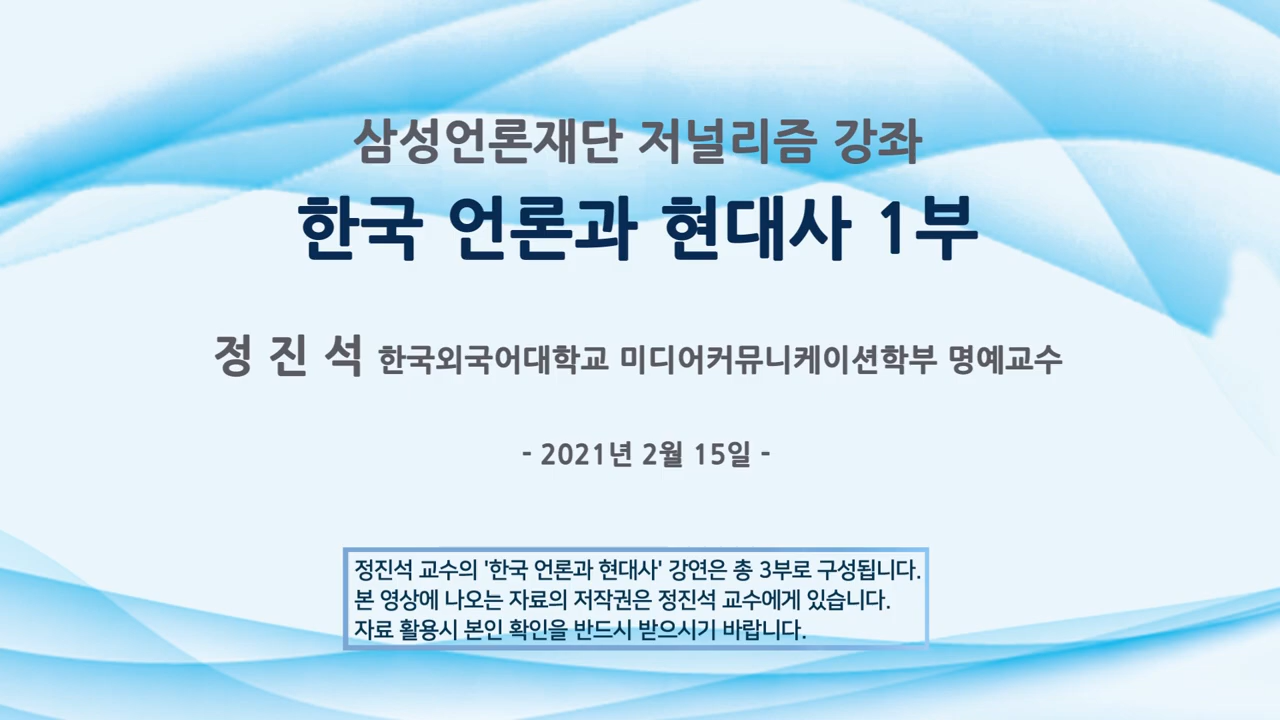 삼성언론재단 저널리즘 강좌
한국 언론과 현대사 1부
정 진 석 한국외국어대학교 미디어커뮤니케이션학부 명예교수
- 2021년 2월 15일 -
정진석 교수의 '한국 언론과 현대사' 강연은 총 3부로 구성됩니다.
본 영상에 나오는 자료의 저작권은 정진석 교수에게 있습니다.
자료 활용시 본인 확인을 반드시 받으시기 바랍니다.